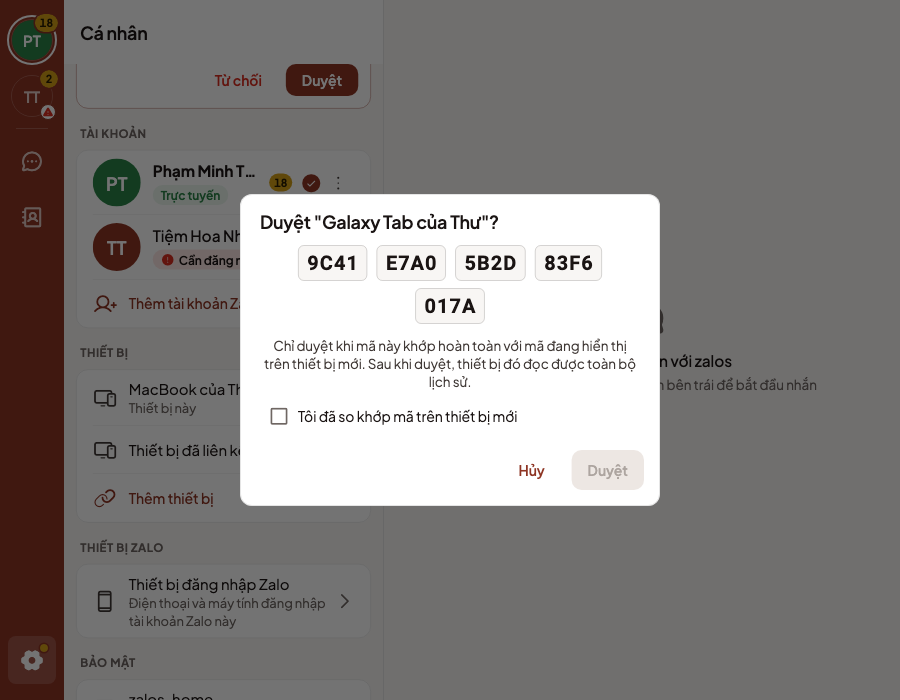 18
PT
2
TT
Cá nhân
Từ chối
Duyệt
TÀI KHOẢN
PT
Phạm Minh T...
18
Trực tuyến
TT
Tiệm Hoa
Cần đăng
Thêm tài khoản
THIẾT BỊ
MacBook của
Thiết bị này
Thiết bị đã liên
Thêm thiết bị
THIẾT BỊ ZALO
Thiết bị đăng nhập Zalo
Điện thoại và máy tính đăng nhập
tài khoản Zalo này
BẢO MẬT
zalos_home
Duyệt "Galaxy Tab của Thư"?
9C41 E7A0 5B2D 83F6
017A
Chỉ duyệt khi mã này khớp hoàn toàn với mã đang hiển thị
trên thiết bị mới. Sau khi duyệt, thiết bị đó đọc được toàn bộ
lịch sử.
Tôi đã so khớp mã trên thiết bị mới
Hủy
Duyệt
với zalos
bên trái để bắt đầu nhắn